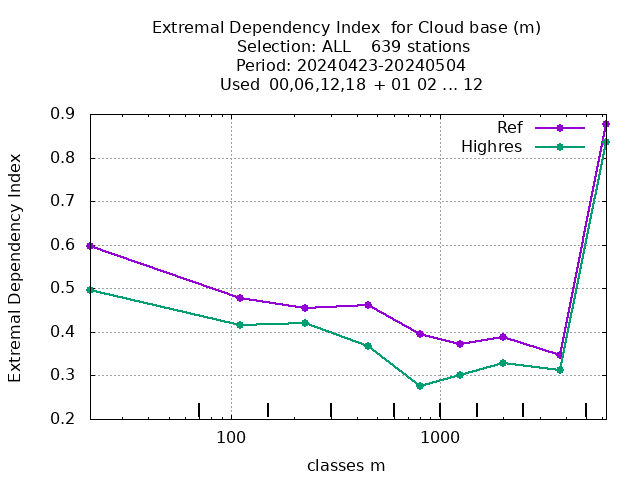 Extremal Dependency Index  for Cloud base (m)
Selection: ALL    639 stations
Period: 20240423-20240504
Used  00,06,12,18  + 01 02 ... 12
Ref
Highres
Extremal Dependency Index
0.9
0.8
0.7
0.6
0.5
0.4
0.3
0.2
100
1000
classes m